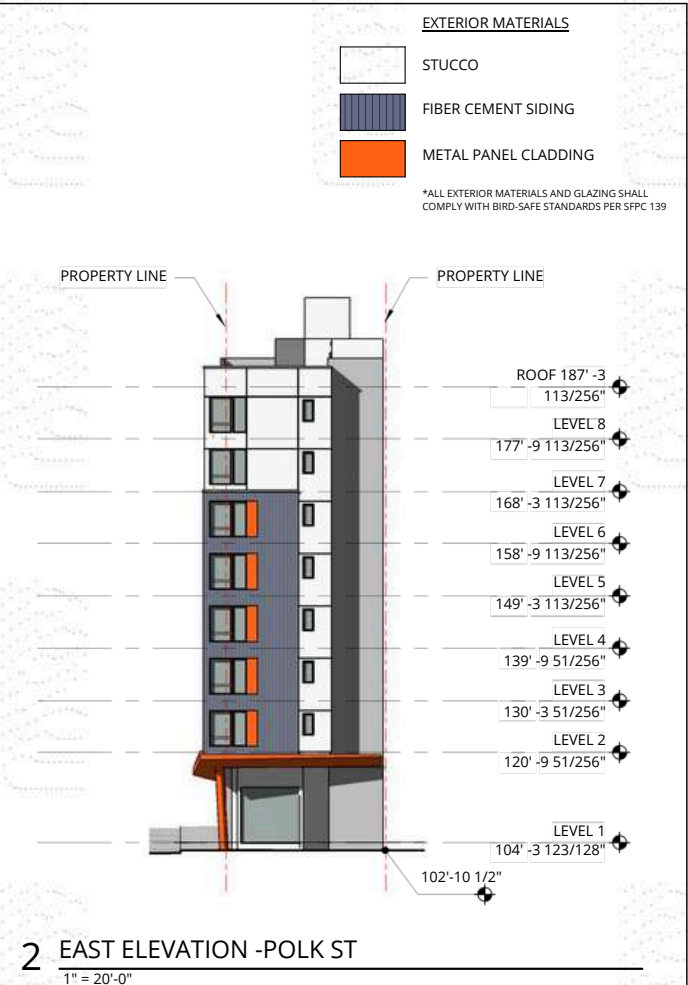 EXTERIOR MATERIALS
STUCCO
FIBER CEMENT SIDING
METAL PANEL CLADDING
*ALL EXTERIOR MATERIALS AND GLAZING SHALL
COMPLY WITH BIRD-SAFE STANDARDS PER SFPC 139
PROPERTY LINE
PROPERTY LINE
ROOF 187' -3
113/256"
LEVEL 8
177' -9 113/256"
LEVEL 7
168' -3 113/256"
LEVEL 6
158' -9 113/256"
LEVEL 5
149' -3 113/256"
LEVEL 4
139' -9 51/256"
LEVEL 3
130' -3 51/256"
LEVEL 2
120' -9 51/256"
LEVEL 1
104' -3 123/128"
102'-10 1/2"
2 EAST ELEVATION -POLK ST
1" = 20'-0"